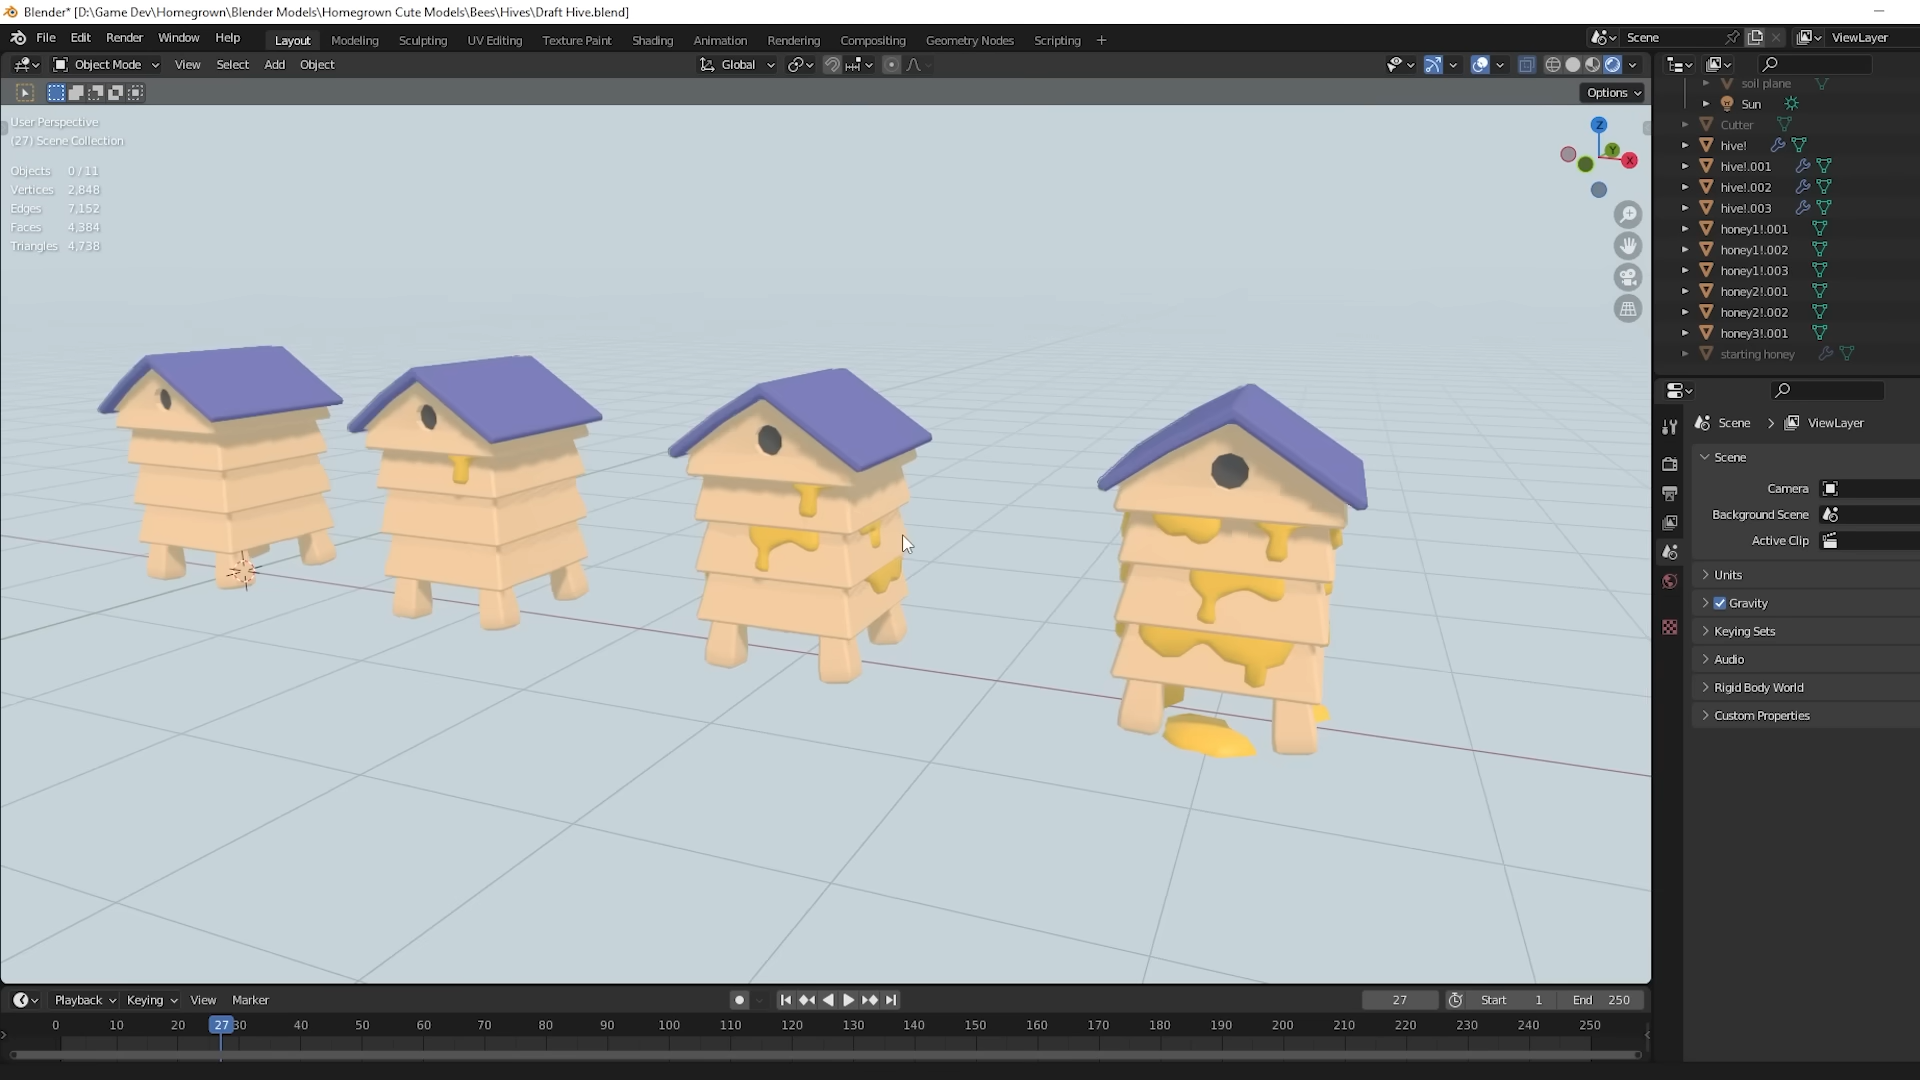 Blender* [D:\Game Dev\Homegrown\Blender Models\Homegrown Cute Models\Bees\Hives\Draft Hive.blend]
File Edit Render Window Help Layout Modeling Sculpting UV Editing Texture Paint Shading Animation Rendering Compositing Geometry Nodes Scripting + Scene ViewLayer
Object Mode View Select Add Object Global
Options
User Perspective
(27) Scene Collection
Objects 0 / 11
Vertices 2,848
Edges 7,152
Faces 4,384
Triangles 4,738
Z
Y
X
soil plane
Sun
Cutter
hive!
hive!.001
hive!.002
hive!.003
honey1!.001
honey1!.002
honey1!.003
honey2!.001
honey2!.002
honey3!.001
starting honey
Scene > ViewLayer
Scene
Camera
Background Scene
Active Clip
Units
Gravity
Keying Sets
Audio
Rigid Body World
Custom Properties
Playback Keying View Marker 27 Start 1 End 250
0 10 20 27 30 40 50 60 70 80 90 100 110 120 130 140 150 160 170 180 190 200 210 220 230 240 250